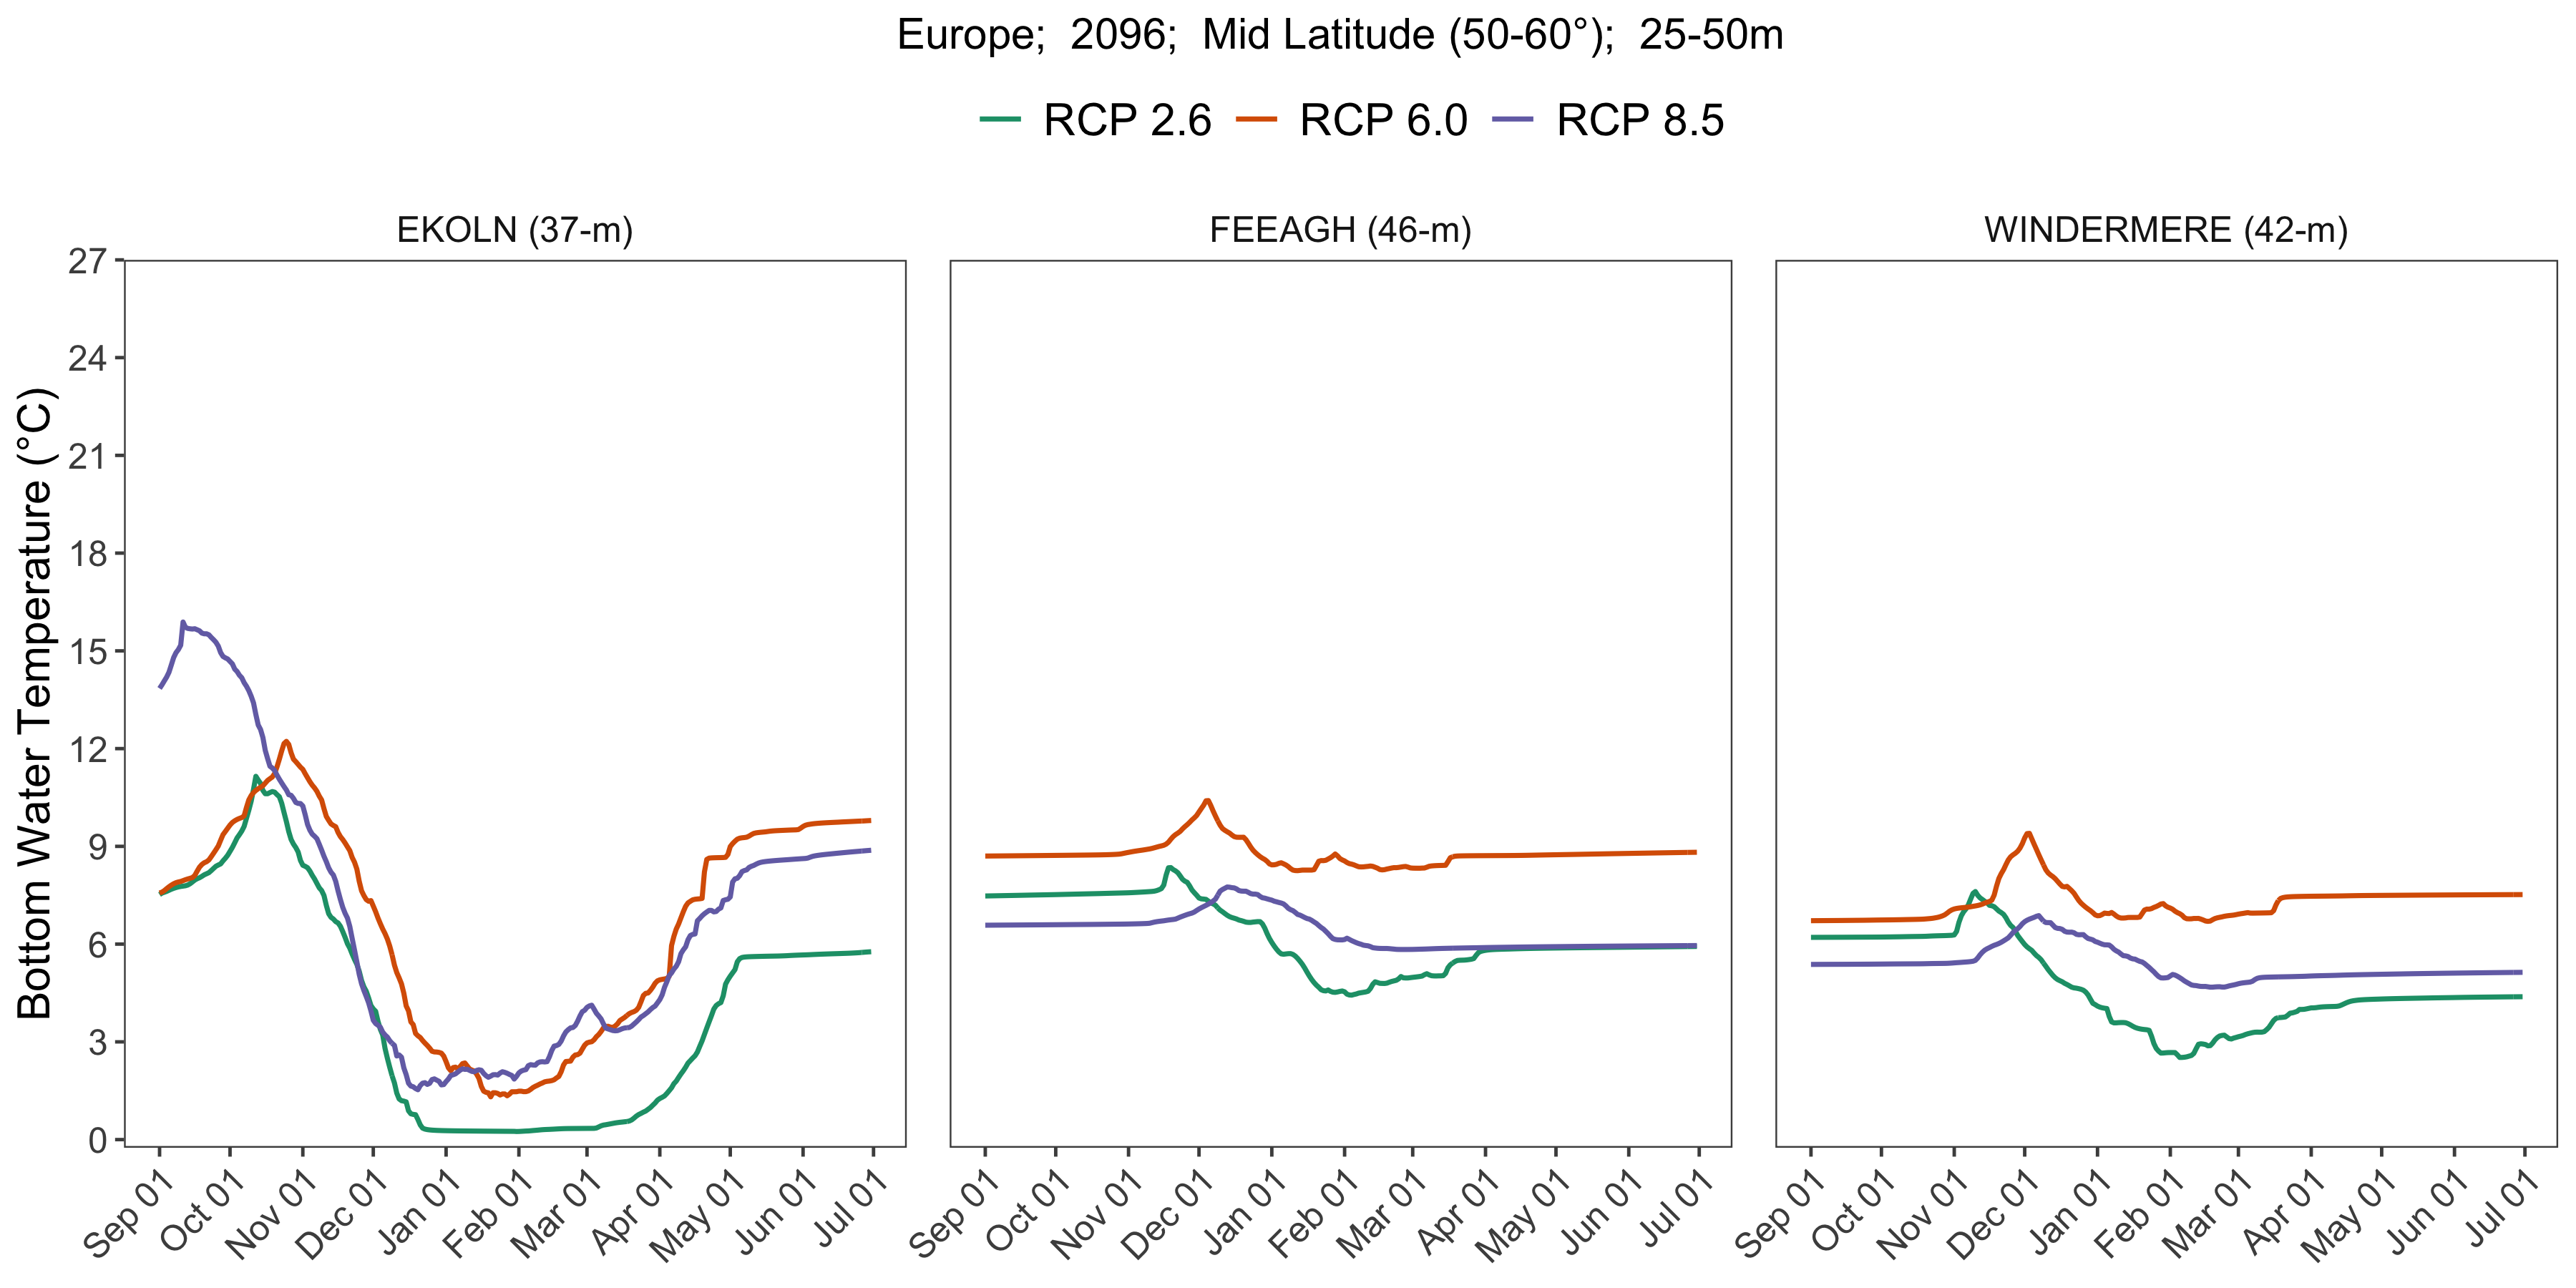 Europe;  2096;  Mid Latitude (50-60°);  25-50m
RCP 2.6 RCP 6.0 RCP 8.5
EKOLN (37-m) FEEAGH (46-m) WINDERMERE (42-m)
Bottom Water Temperature (°C)
27
24
21
18
15
12
9
6
3
0
Sep 01 Oct 01 Nov 01 Dec 01 Jan 01 Feb 01 Mar 01 Apr 01 May 01 Jun 01 Jul 01
Sep 01 Oct 01 Nov 01 Dec 01 Jan 01 Feb 01 Mar 01 Apr 01 May 01 Jun 01 Jul 01
Sep 01 Oct 01 Nov 01 Dec 01 Jan 01 Feb 01 Mar 01 Apr 01 May 01 Jun 01 Jul 01